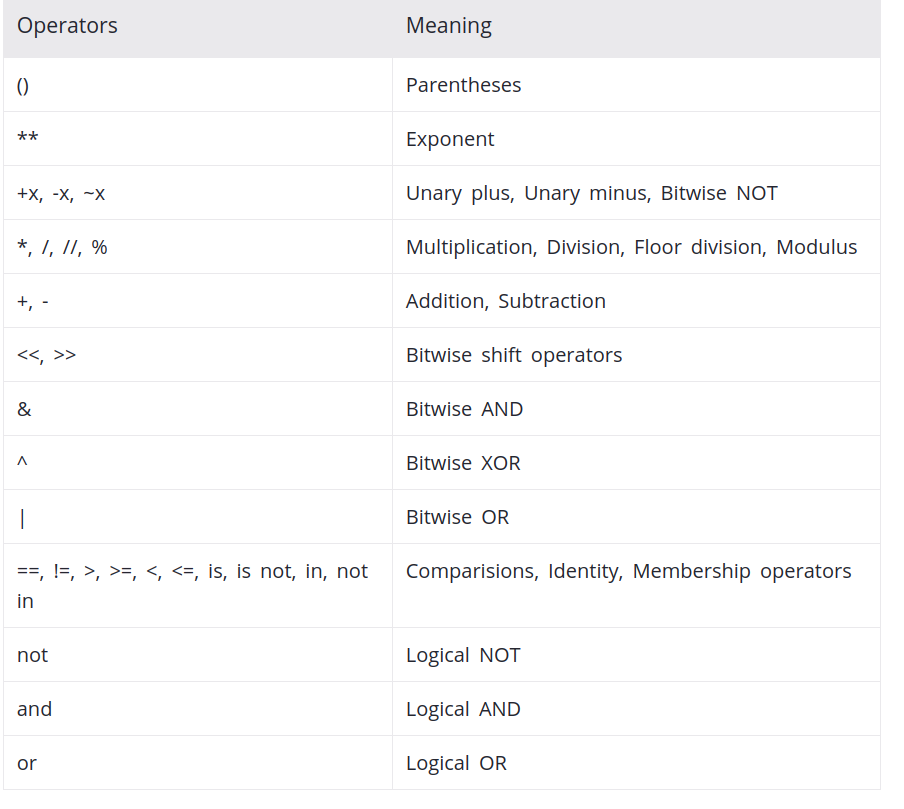 Operators Meaning
() Parentheses
** Exponent
+x, -x, ~x Unary plus, Unary minus, Bitwise NOT
*, /, //, % Multiplication, Division, Floor division, Modulus
+, - Addition, Subtraction
<<, >> Bitwise shift operators
& Bitwise AND
^ Bitwise XOR
| Bitwise OR
==, !=, >, >=, <, <=, is, is not, in, not Comparisions, Identity, Membership operators
in
not Logical NOT
and Logical AND
or Logical OR